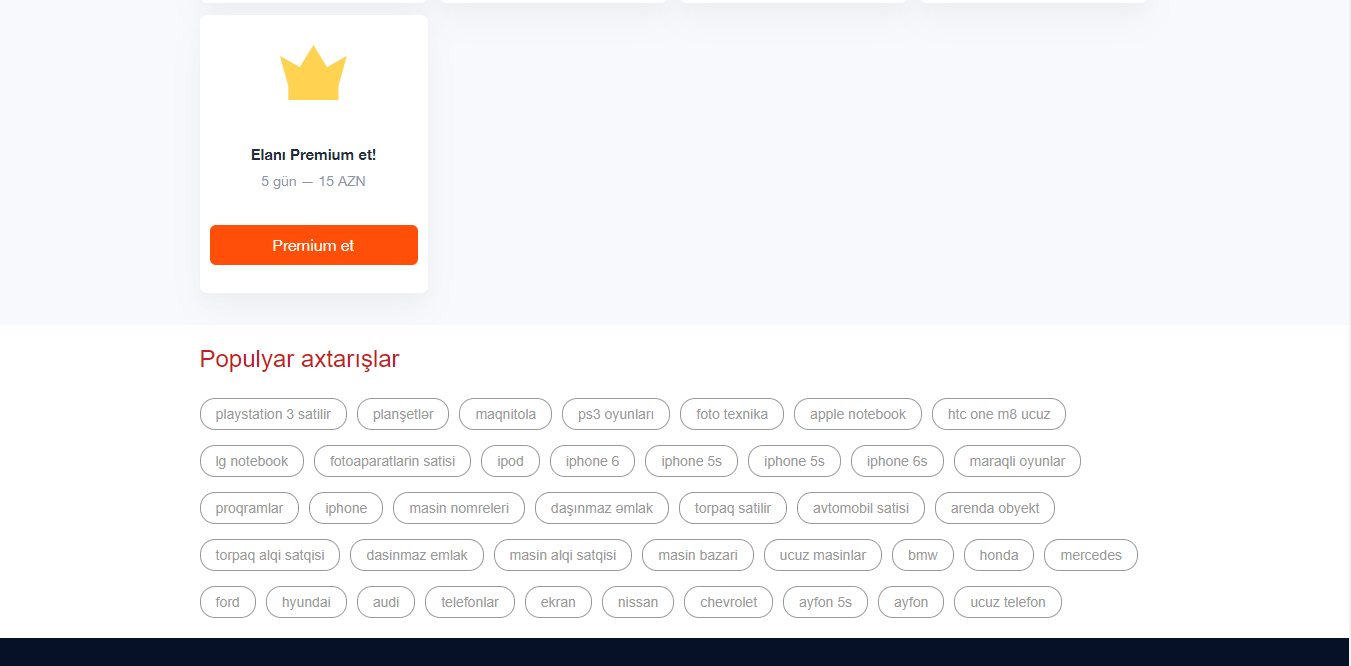 Elanı Premium et!
5 gün — 15 AZN
Premium et
Populyar axtarışlar
playstation 3 satilir planşetlər maqnitola ps3 oyunları foto texnika apple notebook htc one m8 ucuz
lg notebook fotoaparatlarin satisi ipod iphone 6 iphone 5s iphone 5s iphone 6s maraqli oyunlar
proqramlar iphone masin nomreleri daşınmaz əmlak torpaq satilir avtomobil satisi arenda obyekt
torpaq alqi satqisi dasinmaz emlak masin alqi satqisi masin bazari ucuz masinlar bmw honda mercedes
ford hyundai audi telefonlar ekran nissan chevrolet ayfon 5s ayfon ucuz telefon